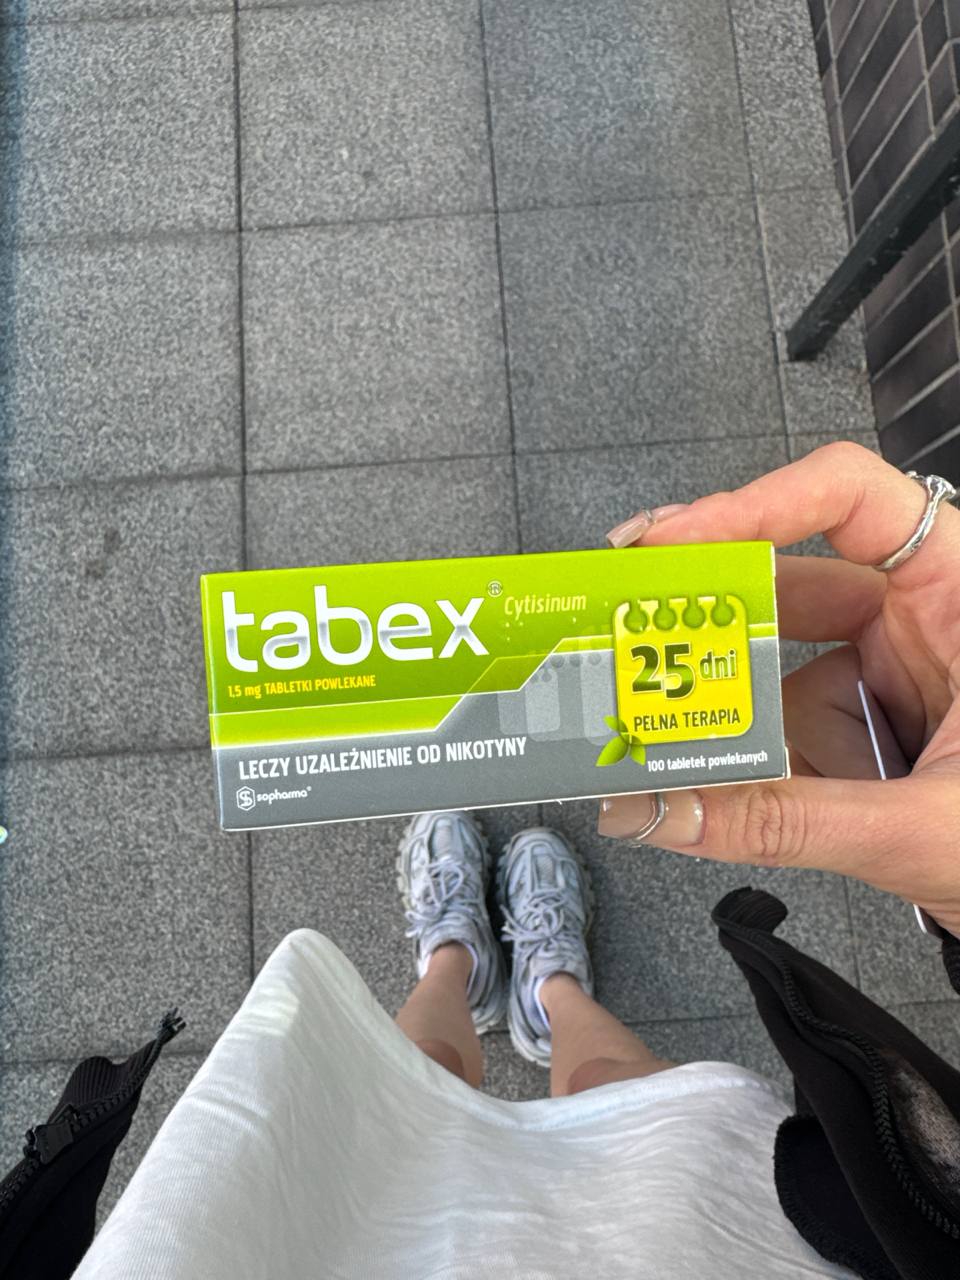 tabex® Cytisinum
1,5 mg TABLETKI POWLEKANE
25 dni
PEŁNA TERAPIA
LECZY UZALEŻNIENIE OD NIKOTYNY
100 tabletek powlekanych
sopharma®